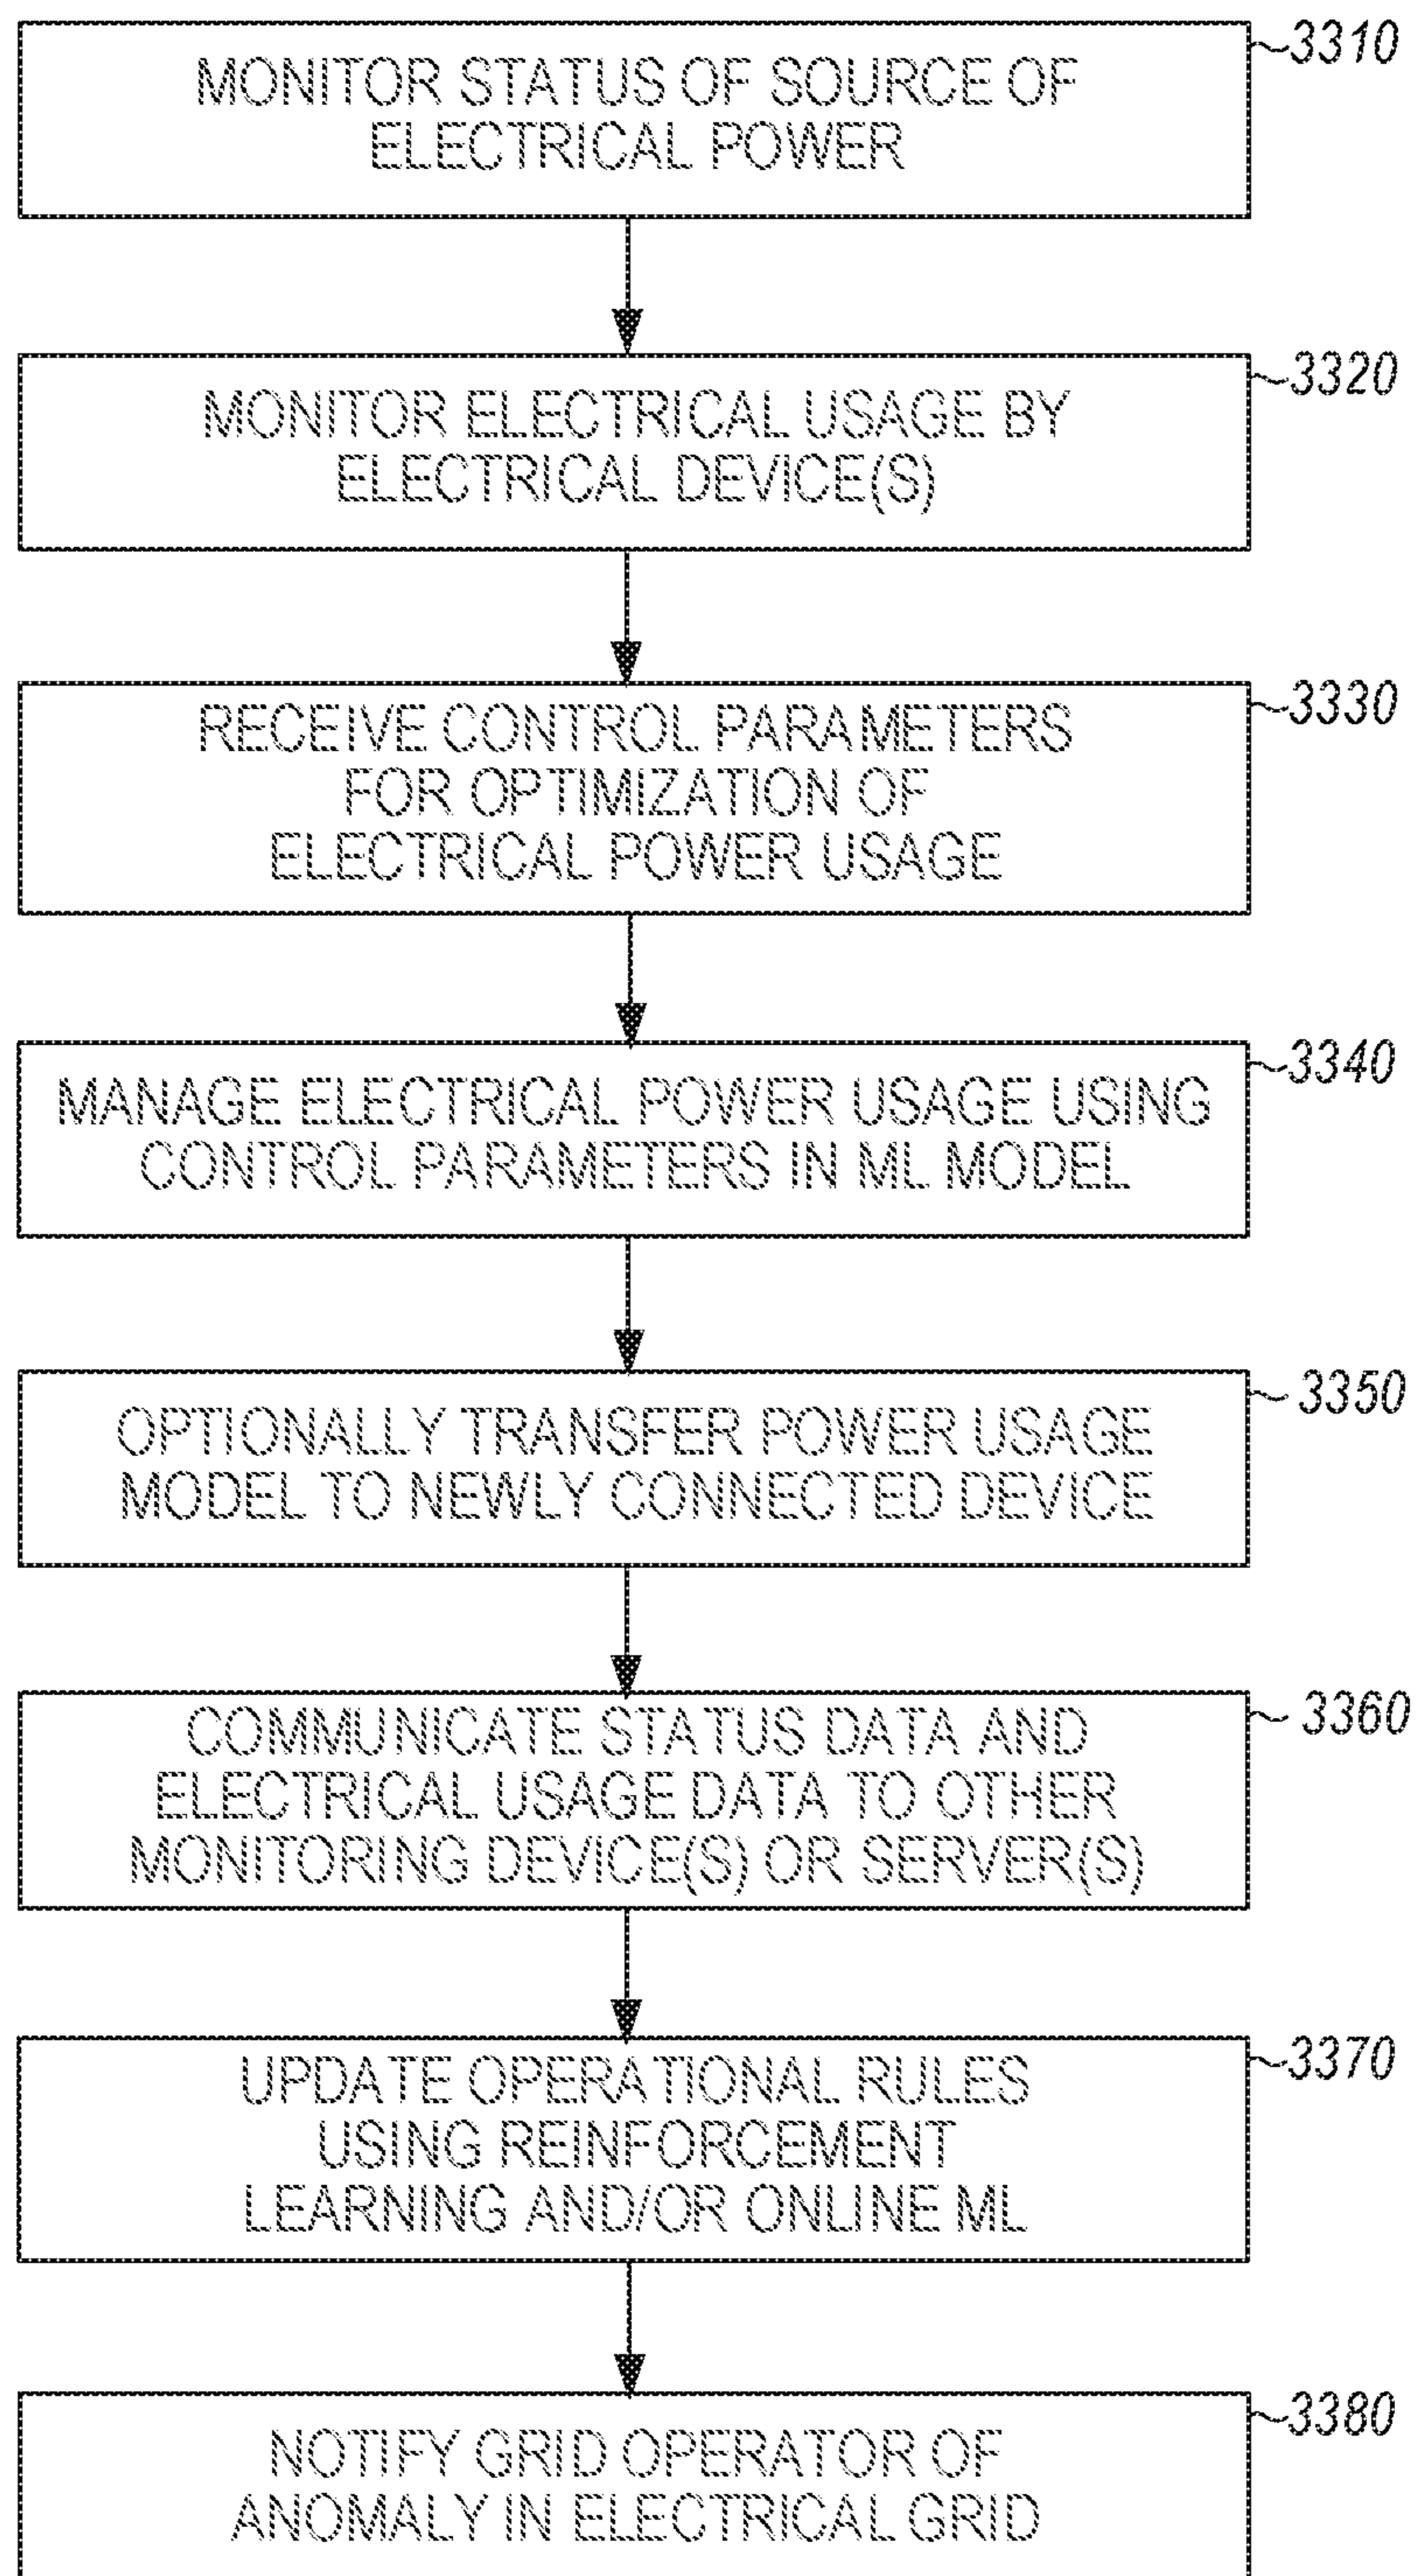 MONITOR STATUS OF SOURCE OF
ELECTRICAL POWER
3310
MONITOR ELECTRICAL USAGE BY
ELECTRICAL DEVICE(S)
3320
RECEIVE CONTROL PARAMETERS
FOR OPTIMIZATION OF
ELECTRICAL POWER USAGE
3330
MANAGE ELECTRICAL POWER USAGE USING
CONTROL PARAMETERS IN ML MODEL
3340
OPTIONALLY TRANSFER POWER USAGE
MODEL TO NEWLY CONNECTED DEVICE
3350
COMMUNICATE STATUS DATA AND
ELECTRICAL USAGE DATA TO OTHER
MONITORING DEVICE(S) OR SERVER(S)
3360
UPDATE OPERATIONAL RULES
USING REINFORCEMENT
LEARNING AND/OR ONLINE ML
3370
NOTIFY GRID OPERATOR OF
ANOMALY IN ELECTRICAL GRID
3380